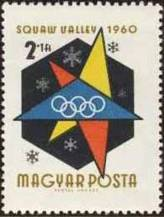 SQUAW VALLEY 1960
2 Ft
MAGYAR POSTA